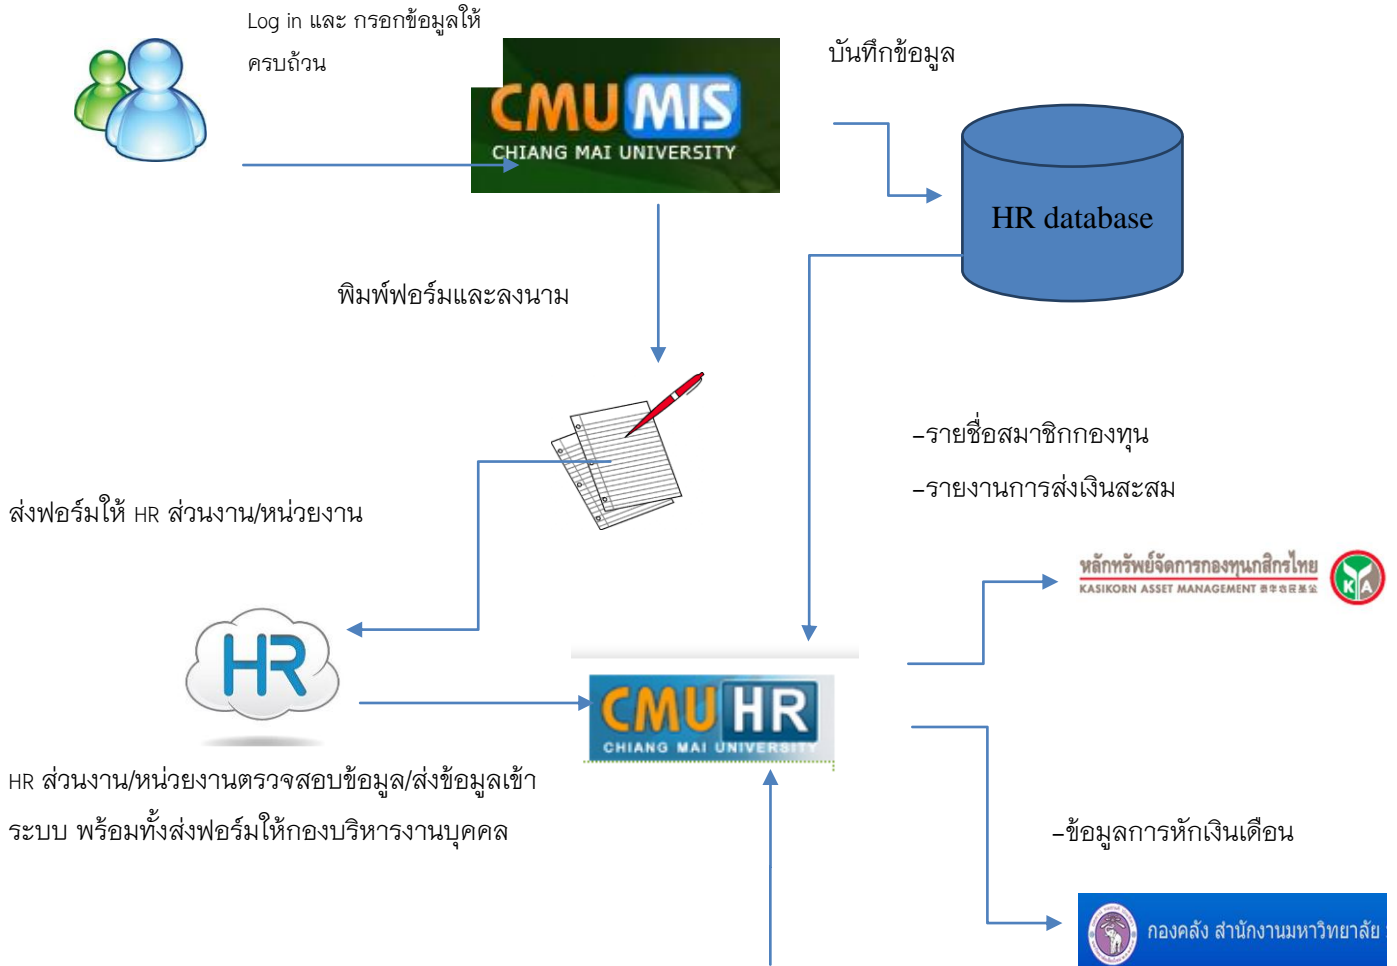 Log in และ กรอกข้อมูลให้
ครบถ้วน
CMU MIS
CHIANG MAI UNIVERSITY
บันทึกข้อมูล
HR database
พิมพ์ฟอร์มและลงนาม
-รายชื่อสมาชิกกองทุน
-รายงานการส่งเงินสะสม
ส่งฟอร์มให้ HR ส่วนงาน/หน่วยงาน
หลักทรัพย์จัดการกองทุนกสิกรไทย
KASIKORN ASSET MANAGEMENT
K A
HR
CMU HR
CHIANG MAI UNIVERSITY
HR ส่วนงาน/หน่วยงานตรวจสอบข้อมูล/ส่งข้อมูลเข้า
ระบบ พร้อมทั้งส่งฟอร์มให้กองบริหารงานบุคคล
-ข้อมูลการหักเงินเดือน
กองคลัง สำนักงานมหาวิทยาลัย